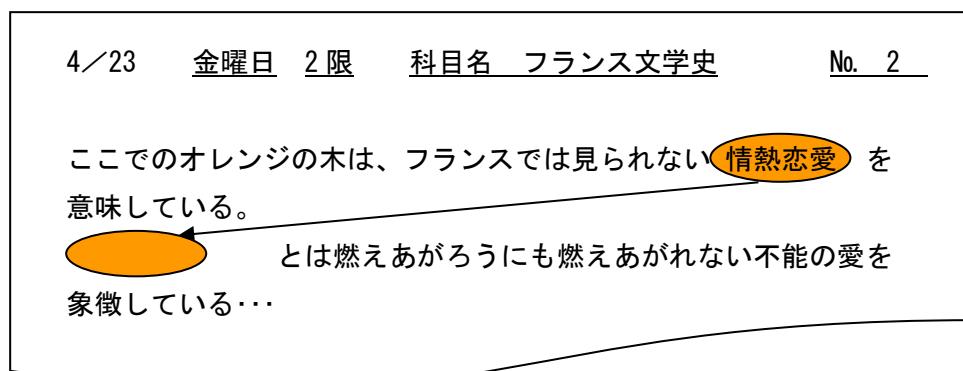 4／23　金曜日　2限　科目名　フランス文学史　№　2
ここでのオレンジの木は、フランスでは見られない情熱恋愛　を
意味している。
とは燃えあがろうにも燃えあがれない不能の愛を
象徴している･･･